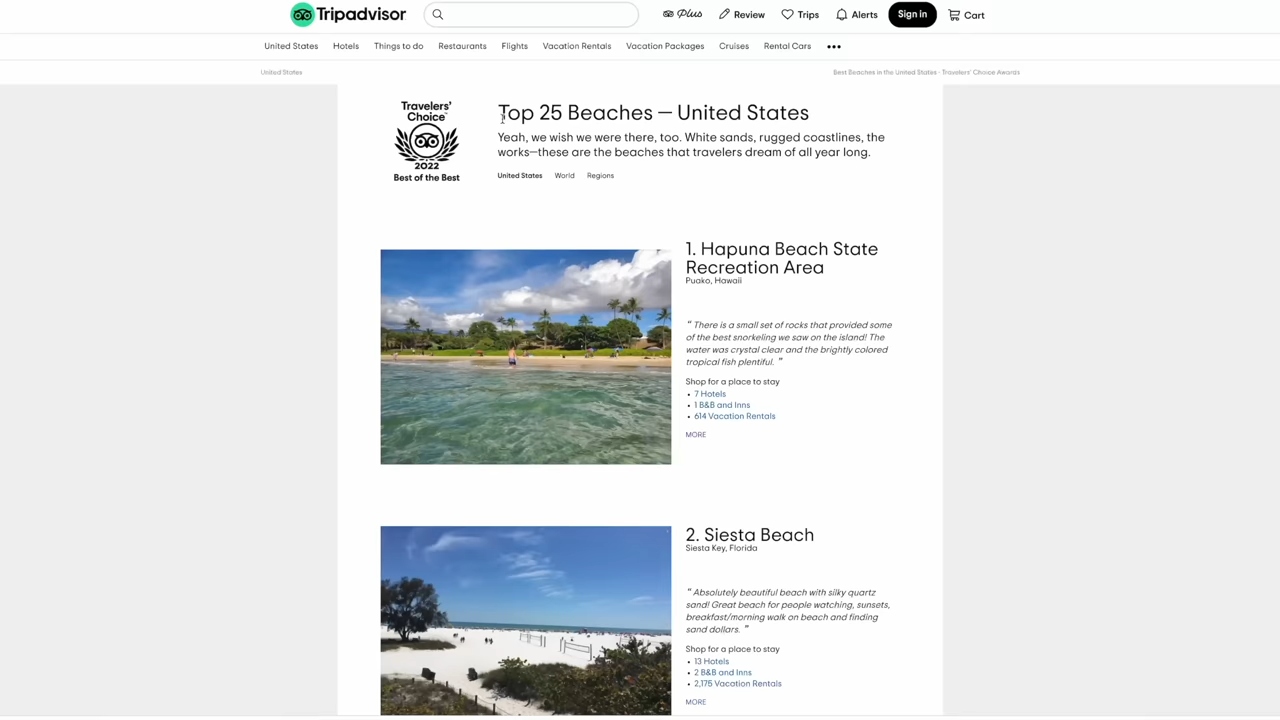 Tripadvisor
Plus
Review
Trips
Alerts
Sign in
Cart
United States
Hotels
Things to do
Restaurants
Flights
Vacation Rentals
Vacation Packages
Cruises
Rental Cars
United States
Best Beaches in the United States - Travelers' Choice Awards
Travelers'
Choice
2022
Best of the Best
Top 25 Beaches — United States
Yeah, we wish we were there, too. White sands, rugged coastlines, the
works—these are the beaches that travelers dream of all year long.
United States
World
Regions
1. Hapuna Beach State
Recreation Area
Puako, Hawaii
“ There is a small set of rocks that provided some
of the best snorkeling we saw on the island! The
water was crystal clear and the brightly colored
tropical fish plentiful. ”
Shop for a place to stay
• 7 Hotels
• 1 B&B and Inns
• 614 Vacation Rentals
MORE
2. Siesta Beach
Siesta Key, Florida
“ Absolutely beautiful beach with silky quartz
sand! Great beach for people watching, sunsets,
breakfast/morning walk on beach and finding
sand dollars. ”
Shop for a place to stay
• 13 Hotels
• 2 B&B and Inns
• 2,175 Vacation Rentals
MORE